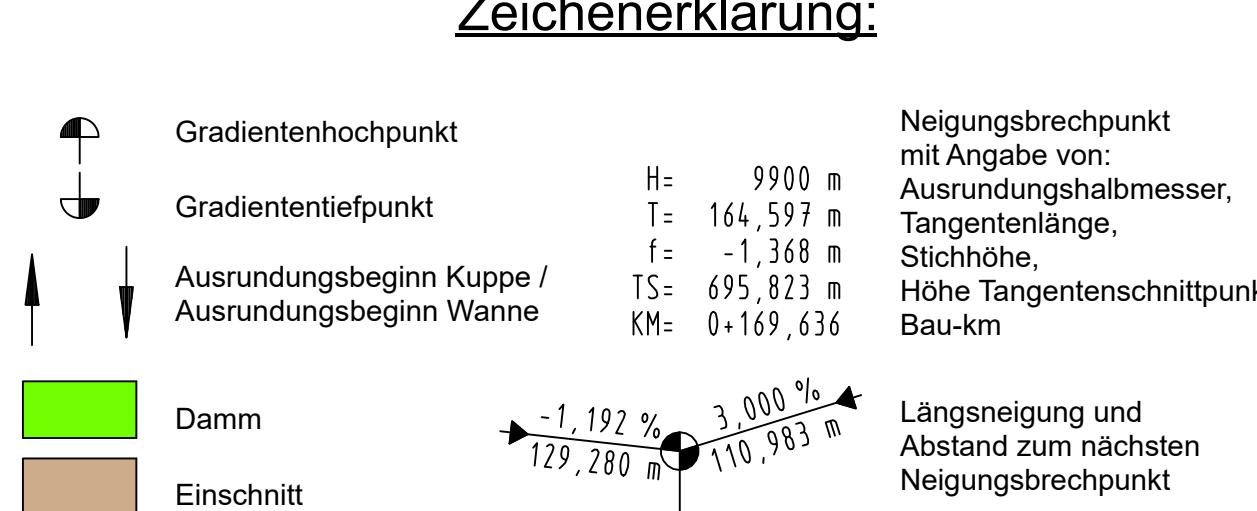 Zeichenerklärung:
Gradientenhochpunkt
Gradiententiefpunkt
Ausrundungsbeginn Kuppe /
Ausrundungsbeginn Wanne
Damm
Einschnitt
H= 9900 m
T= 164,597 m
f= -1,368 m
TS= 695,823 m
KM= 0+169,636
Neigungsbrechpunkt
mit Angabe von:
Ausrundungshalbmesser,
Tangentenlänge,
Stichhöhe,
Höhe Tangentenschnittpunk
Bau-km
-1,192 %
129,280 m
3,000 %
110,983 m
Längsneigung und
Abstand zum nächsten
Neigungsbrechpunkt